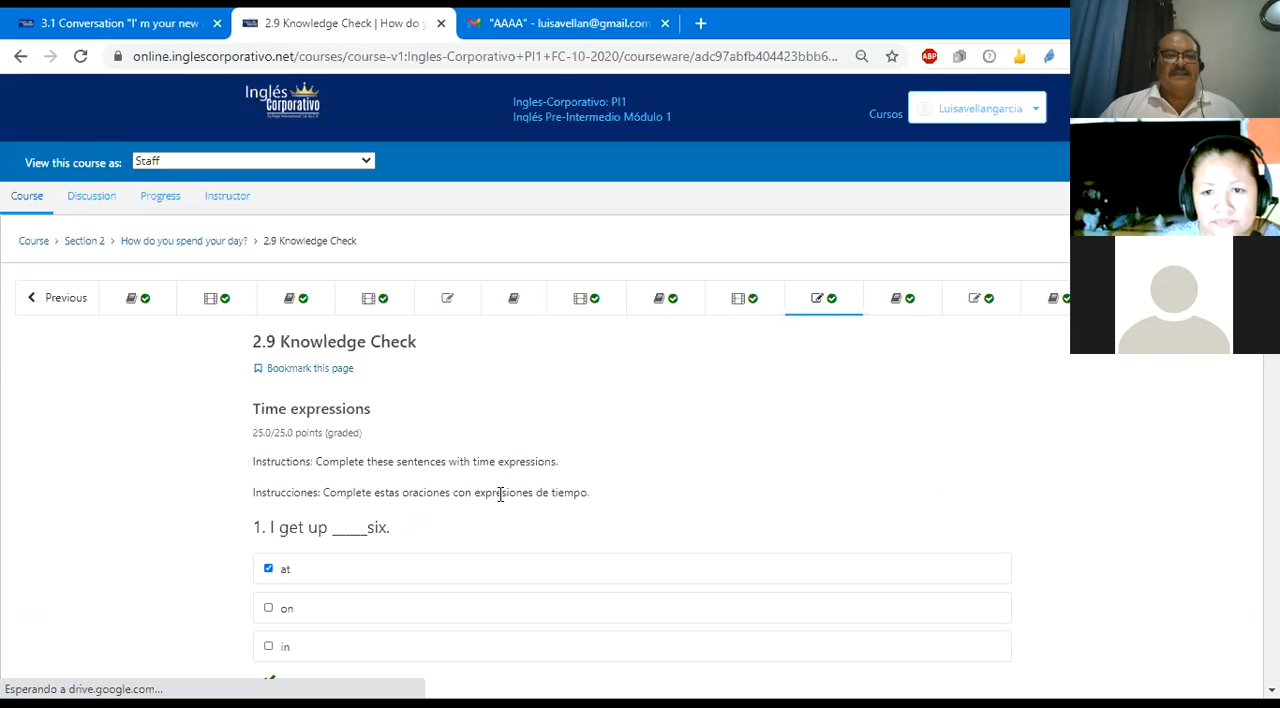 3.1 Conversation "I' m your new
2.9 Knowledge Check | How do y
"AAAA" - luisavellan@gmail.com
online.inglescorporativo.net/courses/course-v1:Ingles-Corporativo+PI1+FC-10-2020/courseware/adc97abfb404423bbb6...
ABP
Inglés
Corporativo
Ingles-Corporativo: PI1
Inglés Pre-Intermedio Módulo 1
Cursos
Luisavellangarcia
View this course as:
Staff
Course
Discussion
Progress
Instructor
Course > Section 2 > How do you spend your day? > 2.9 Knowledge Check
Previous
2.9 Knowledge Check
Bookmark this page
Time expressions
25.0/25.0 points (graded)
Instructions: Complete these sentences with time expressions.
Instrucciones: Complete estas oraciones con expresiones de tiempo.
1. I get up _____six.
at
on
in
Esperando a drive.google.com...